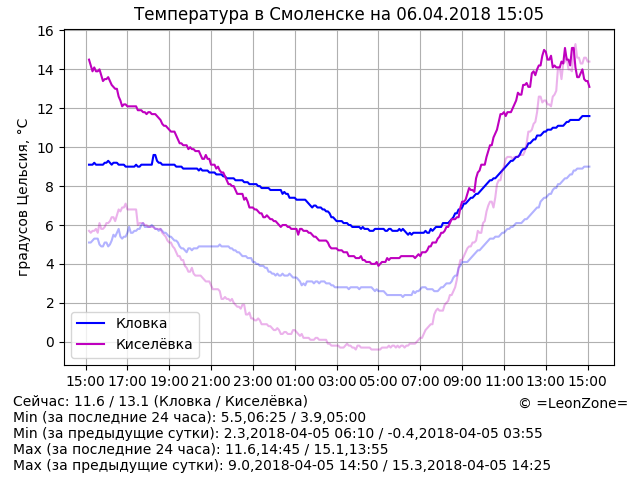 Температура в Смоленске на 06.04.2018 15:05
градусов Цельсия, °C
16
14
12
10
8
6
4
2
0
Кловка
Киселёвка
15:00 17:00 19:00 21:00 23:00 01:00 03:00 05:00 07:00 09:00 11:00 13:00 15:00
Сейчас: 11.6 / 13.1 (Кловка / Киселёвка)
© =LeonZone=
Min (за последние 24 часа): 5.5,06:25 / 3.9,05:00
Min (за предыдущие сутки): 2.3,2018-04-05 06:10 / -0.4,2018-04-05 03:55
Max (за последние 24 часа): 11.6,14:45 / 15.1,13:55
Max (за предыдущие сутки): 9.0,2018-04-05 14:50 / 15.3,2018-04-05 14:25